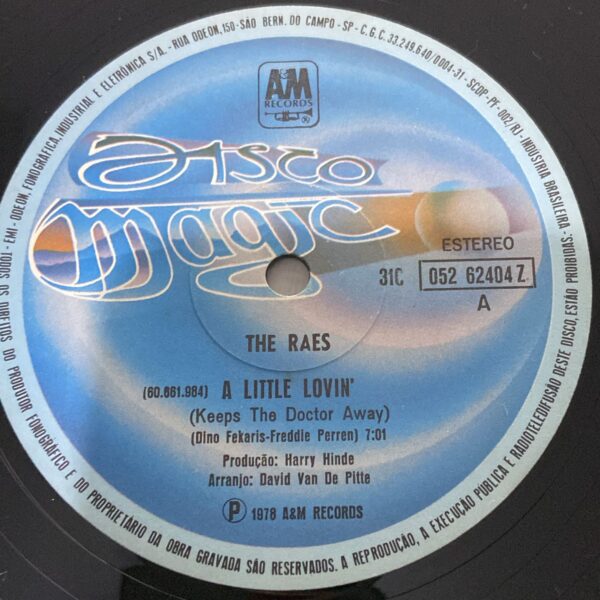 TODOS OS DIREITOS DO PRODUTOR FONOGRÁFICO E DO PROPRIETÁRIO DA OBRA GRAVADA SÃO RESERVADOS. A REPRODUÇÃO, A EXECUÇÃO PÚBLICA E RADIOTELEDIFUSÃO DESTE DISCO, ESTÃO PROIBIDAS.
EMI - ODEON, FONOGRÁFICA, INDUSTRIAL E ELETRÔNICA S/A. - RUA ODEON, 150 - SÃO BERN. DO CAMPO - SP - C.G.C. 33.249.640/0004-31 - SCDP - PF - 002/RJ - INDÚSTRIA BRASILEIRA
A&M
RECORDS
Disco
Magic
ESTEREO
31C 052 62404 Z
A
THE RAES
(60.661.984) A LITTLE LOVIN'
(Keeps The Doctor Away)
(Dino Fekaris-Freddie Perren) 7:01
Produção: Harry Hinde
Arranjo: David Van De Pitte
Ⓟ 1978 A&M RECORDS